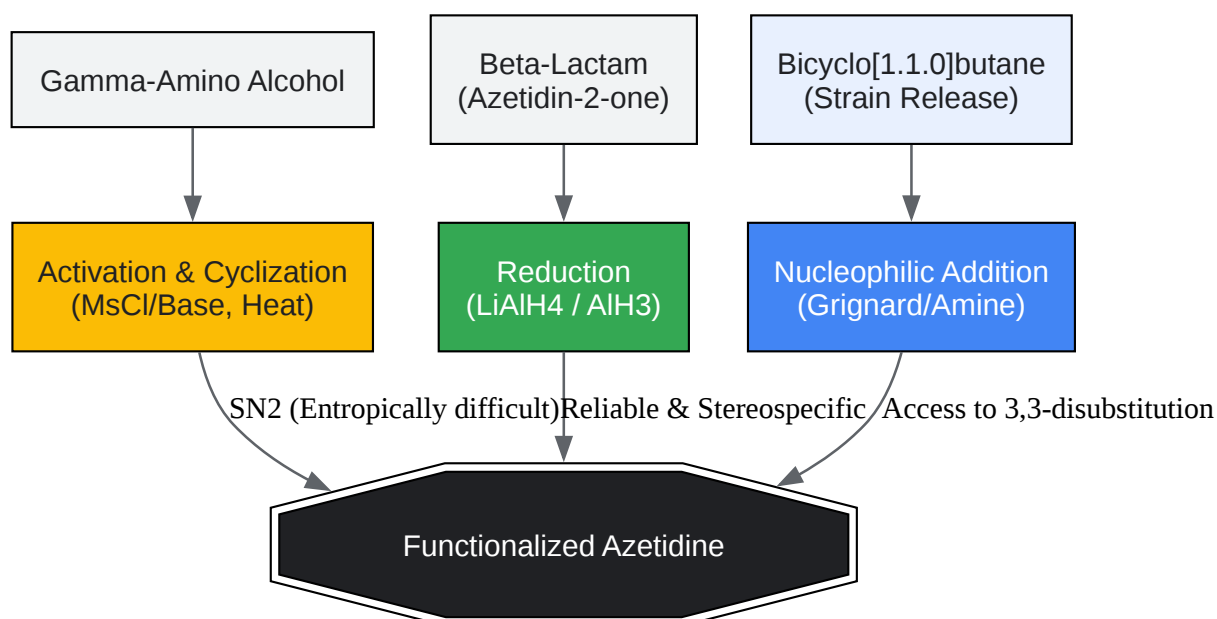 Gamma-Amino Alcohol
Beta-Lactam
(Azetidin-2-one)
Bicyclo[1.1.0]butane
(Strain Release)
Activation & Cyclization
(MsCl/Base, Heat)
Reduction
(LiAlH4 / AlH3)
Nucleophilic Addition
(Grignard/Amine)
SN2 (Entropically difficult)
Reliable & Stereospecific
Access to 3,3-disubstitution
Functionalized Azetidine